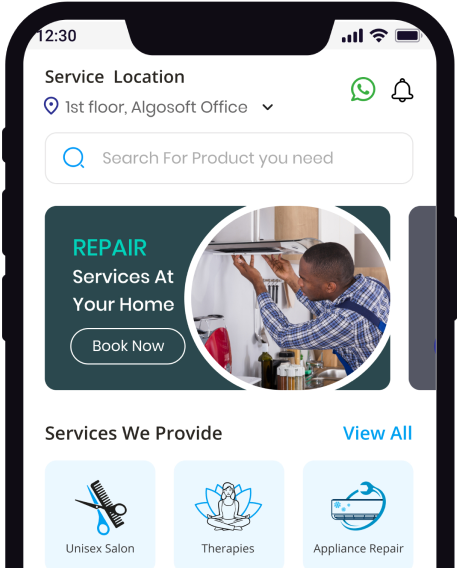 12:30
Service Location
1st floor, Algosoft Office
Search For Product you need
REPAIR
Services At
Your Home
Book Now
Services We Provide
View All
Unisex Salon
Therapies
Appliance Repair